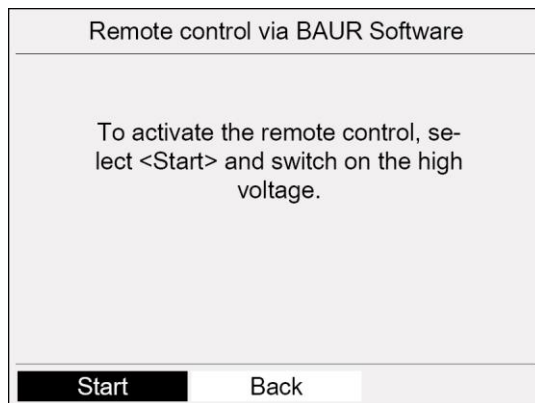 Remote control via BAUR Software
To activate the remote control, se-
lect <Start> and switch on the high
voltage.
Start Back